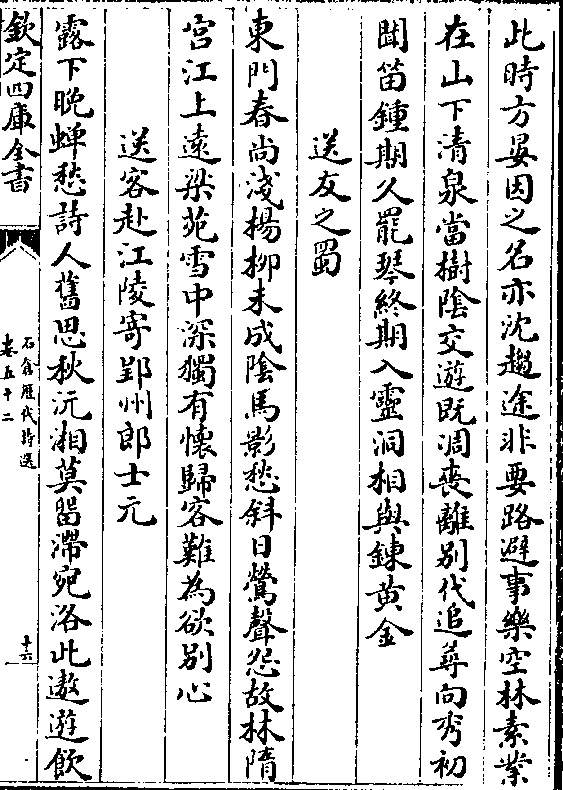 此時方晏因之名亦沈趨途非要路避事樂空林素業
在山下清泉當樹陰交遊既凋喪離別代追尋向秀初
聞笛鍾期久罷琴終期入靈洞相與鍊黄金
送友之蜀
東門春尚淺楊柳未成陰馬影愁斜日鶯聲怨故林隋
宮江上遠梁苑雪中深獨有懷歸客難為欲别心
送客赴江陵寄郢州郎士元
露下晩蟬愁詩人舊思秋沅湘莫留滯宛洛此遨遊飲
欽定四庫全書
石倉歴代詩選
卷五十二
十六